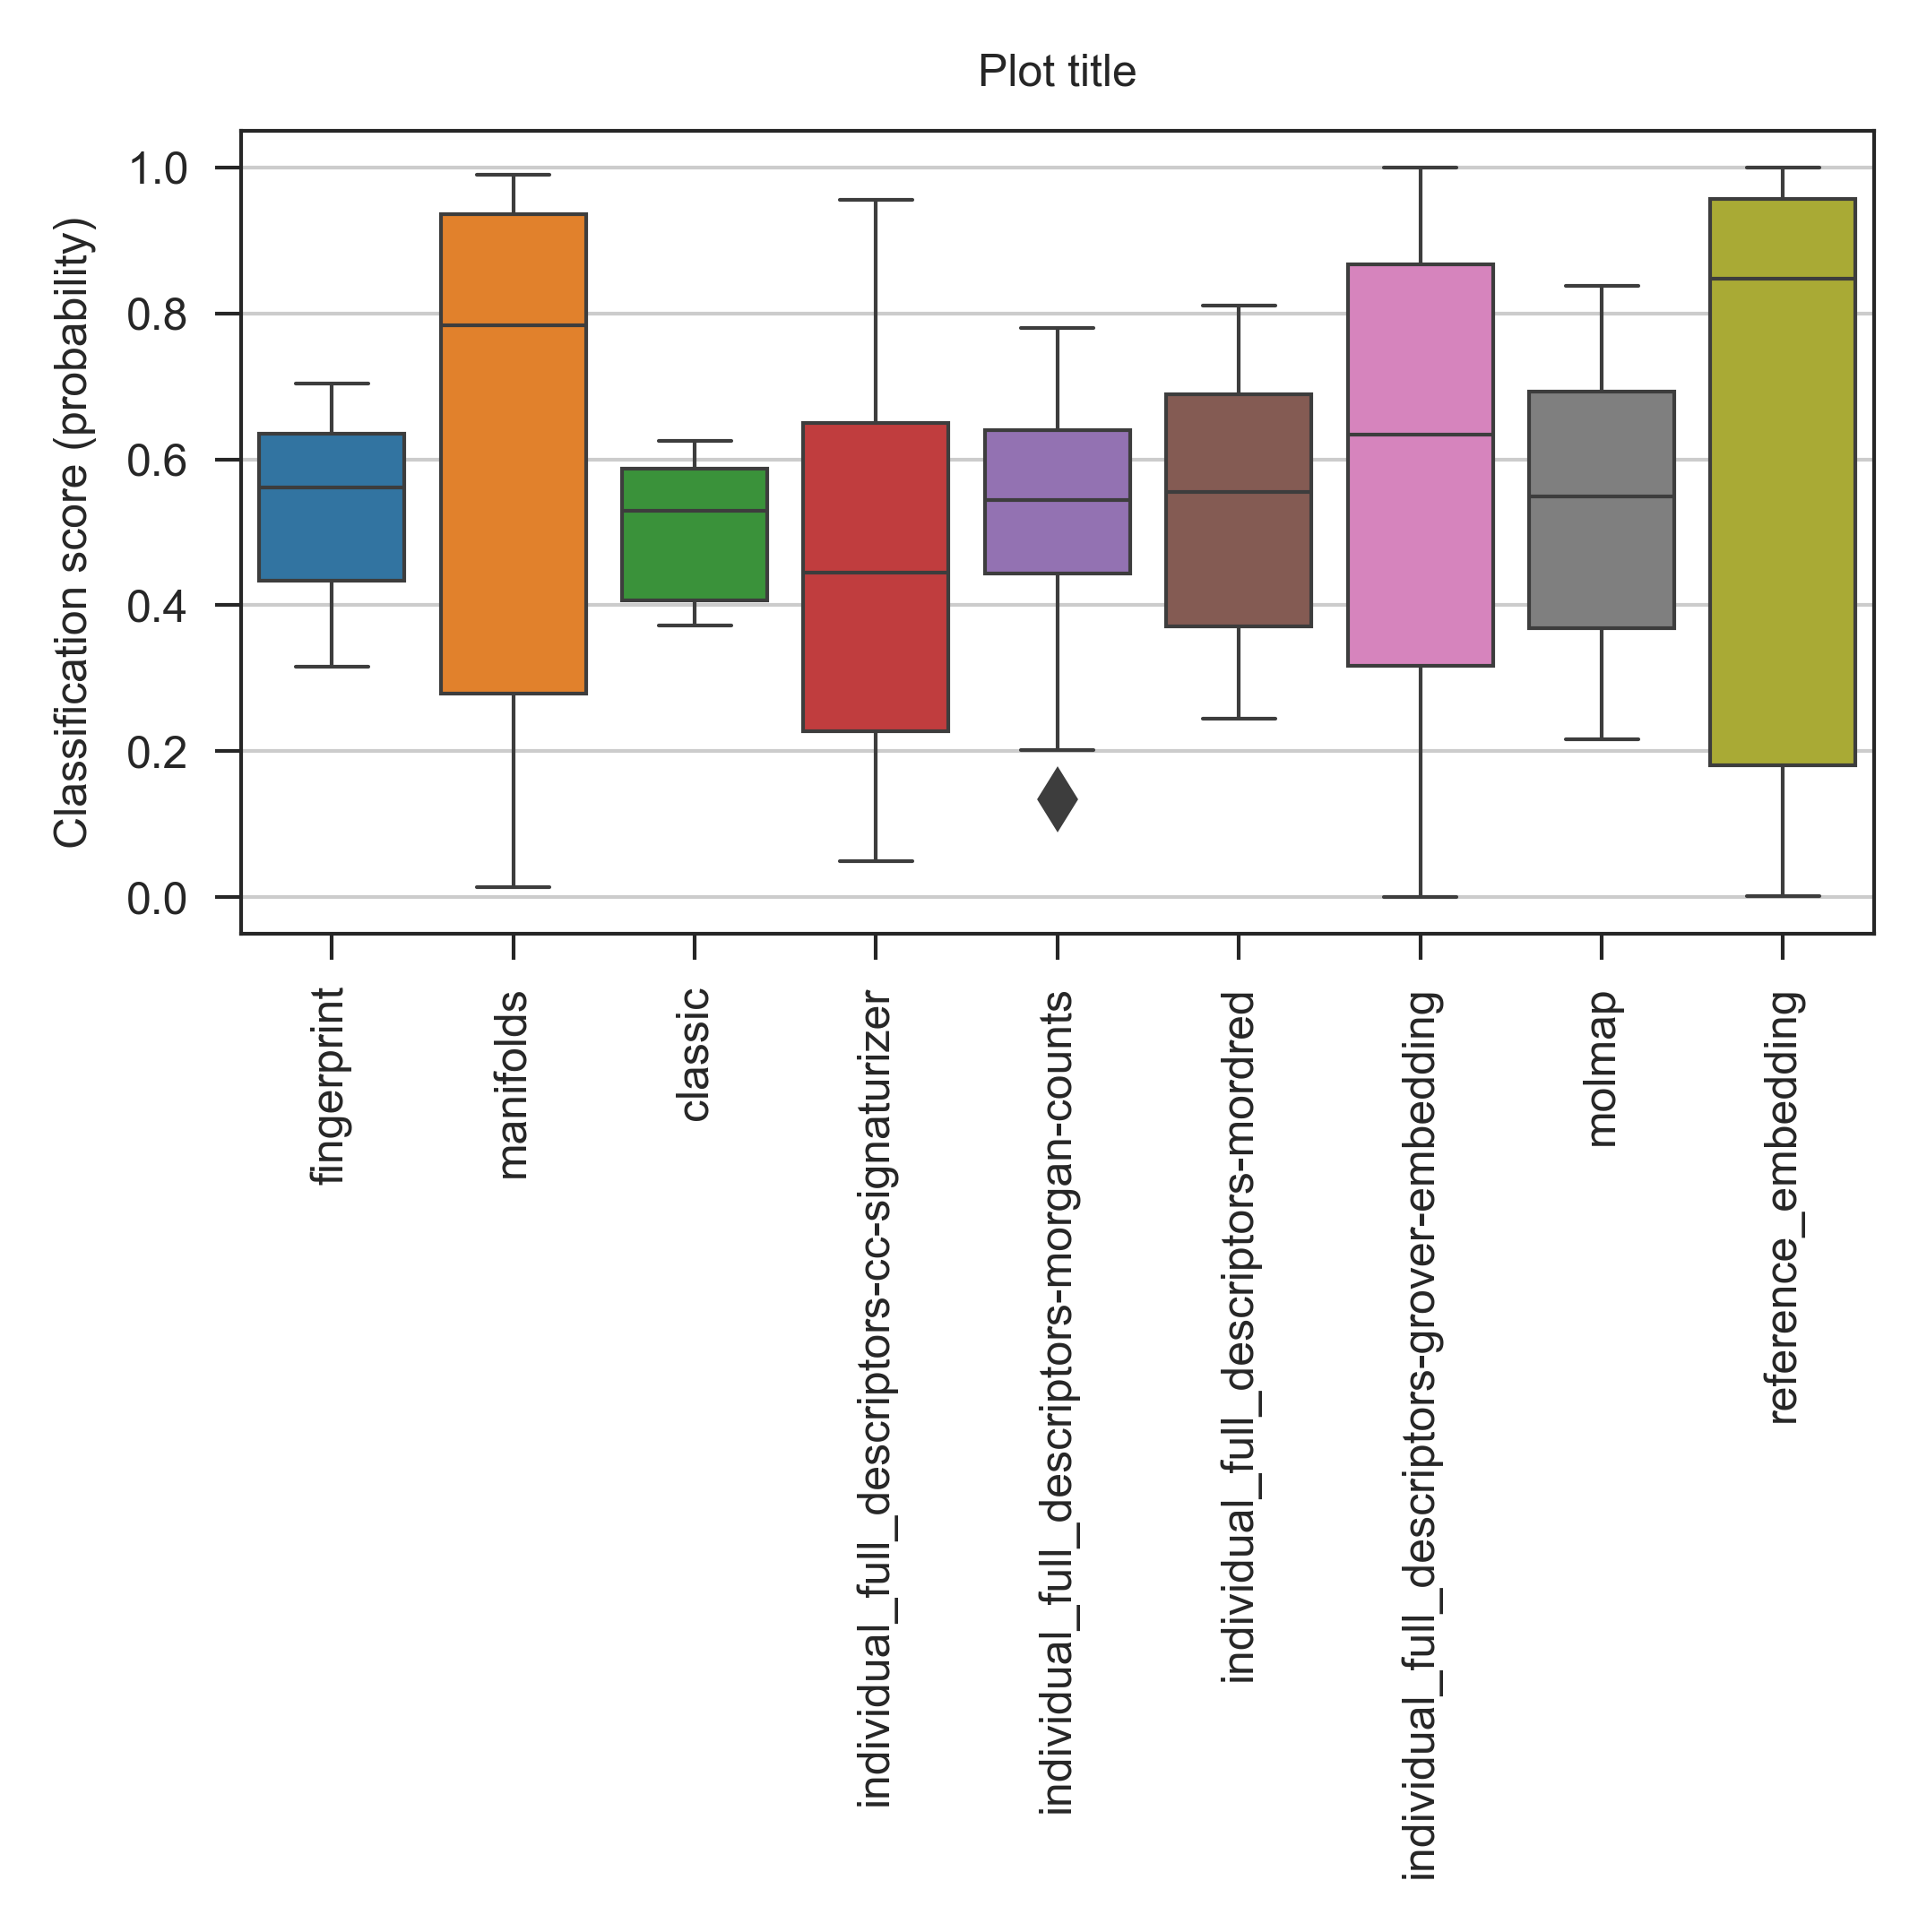 Plot title
Classification score (probability)
1.0
0.8
0.6
0.4
0.2
0.0
fingerprint
manifolds
classic
individual_full_descriptors-cc-signaturizer
individual_full_descriptors-morgan-counts
individual_full_descriptors-mordred
individual_full_descriptors-grover-embedding
molmap
reference_embedding